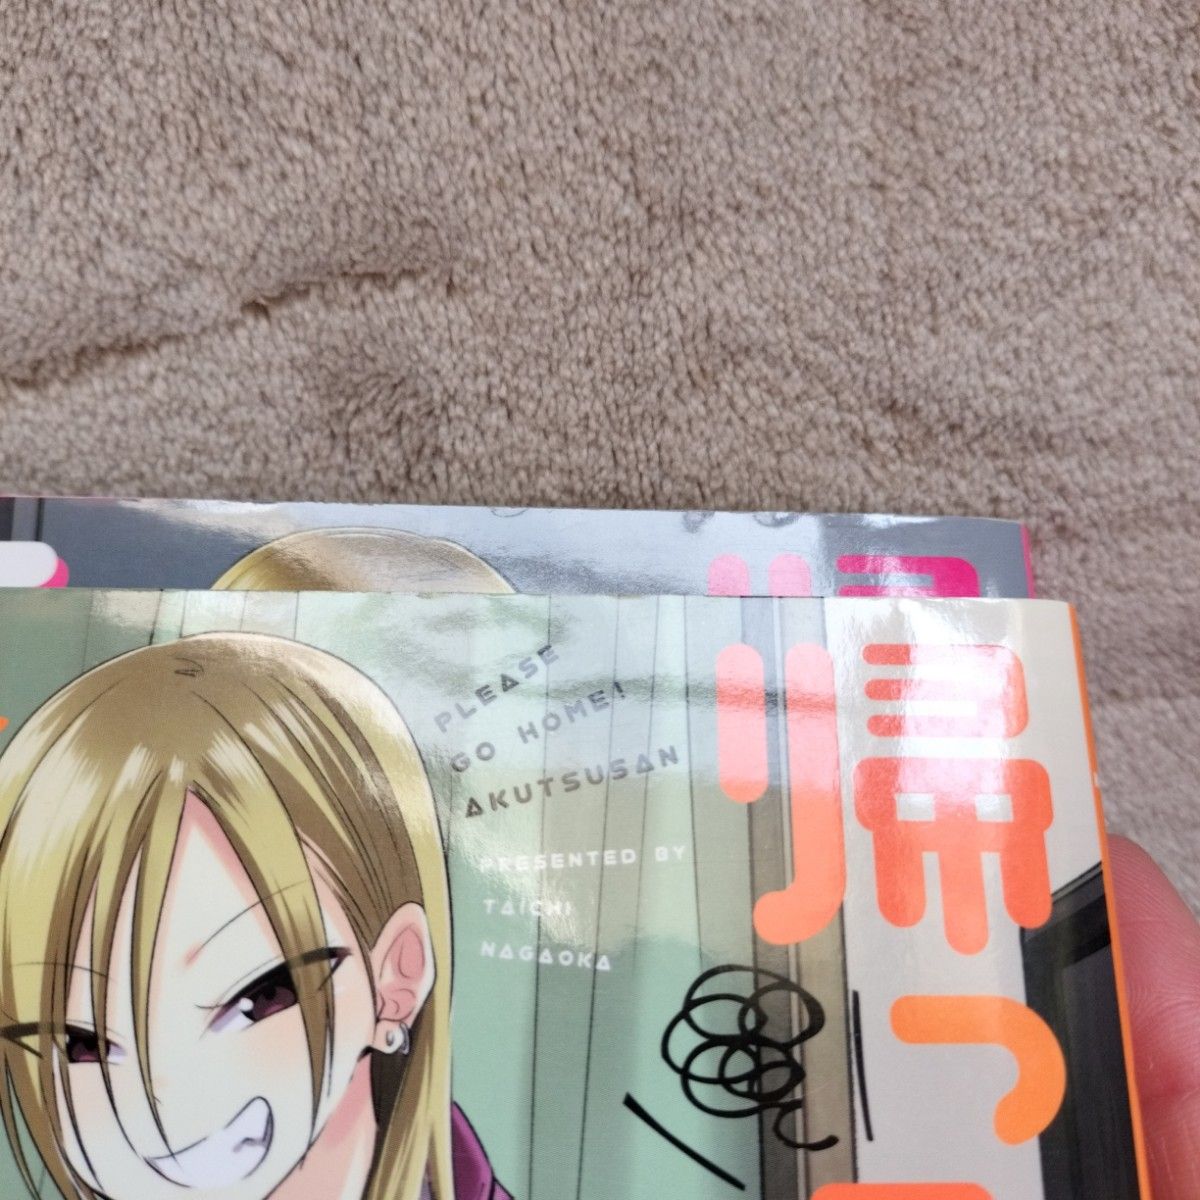 帰っ
PLEASE
GO HOME!
AKUTSUSAN
PRESENTED BY
TAICHI
NAGAOKA